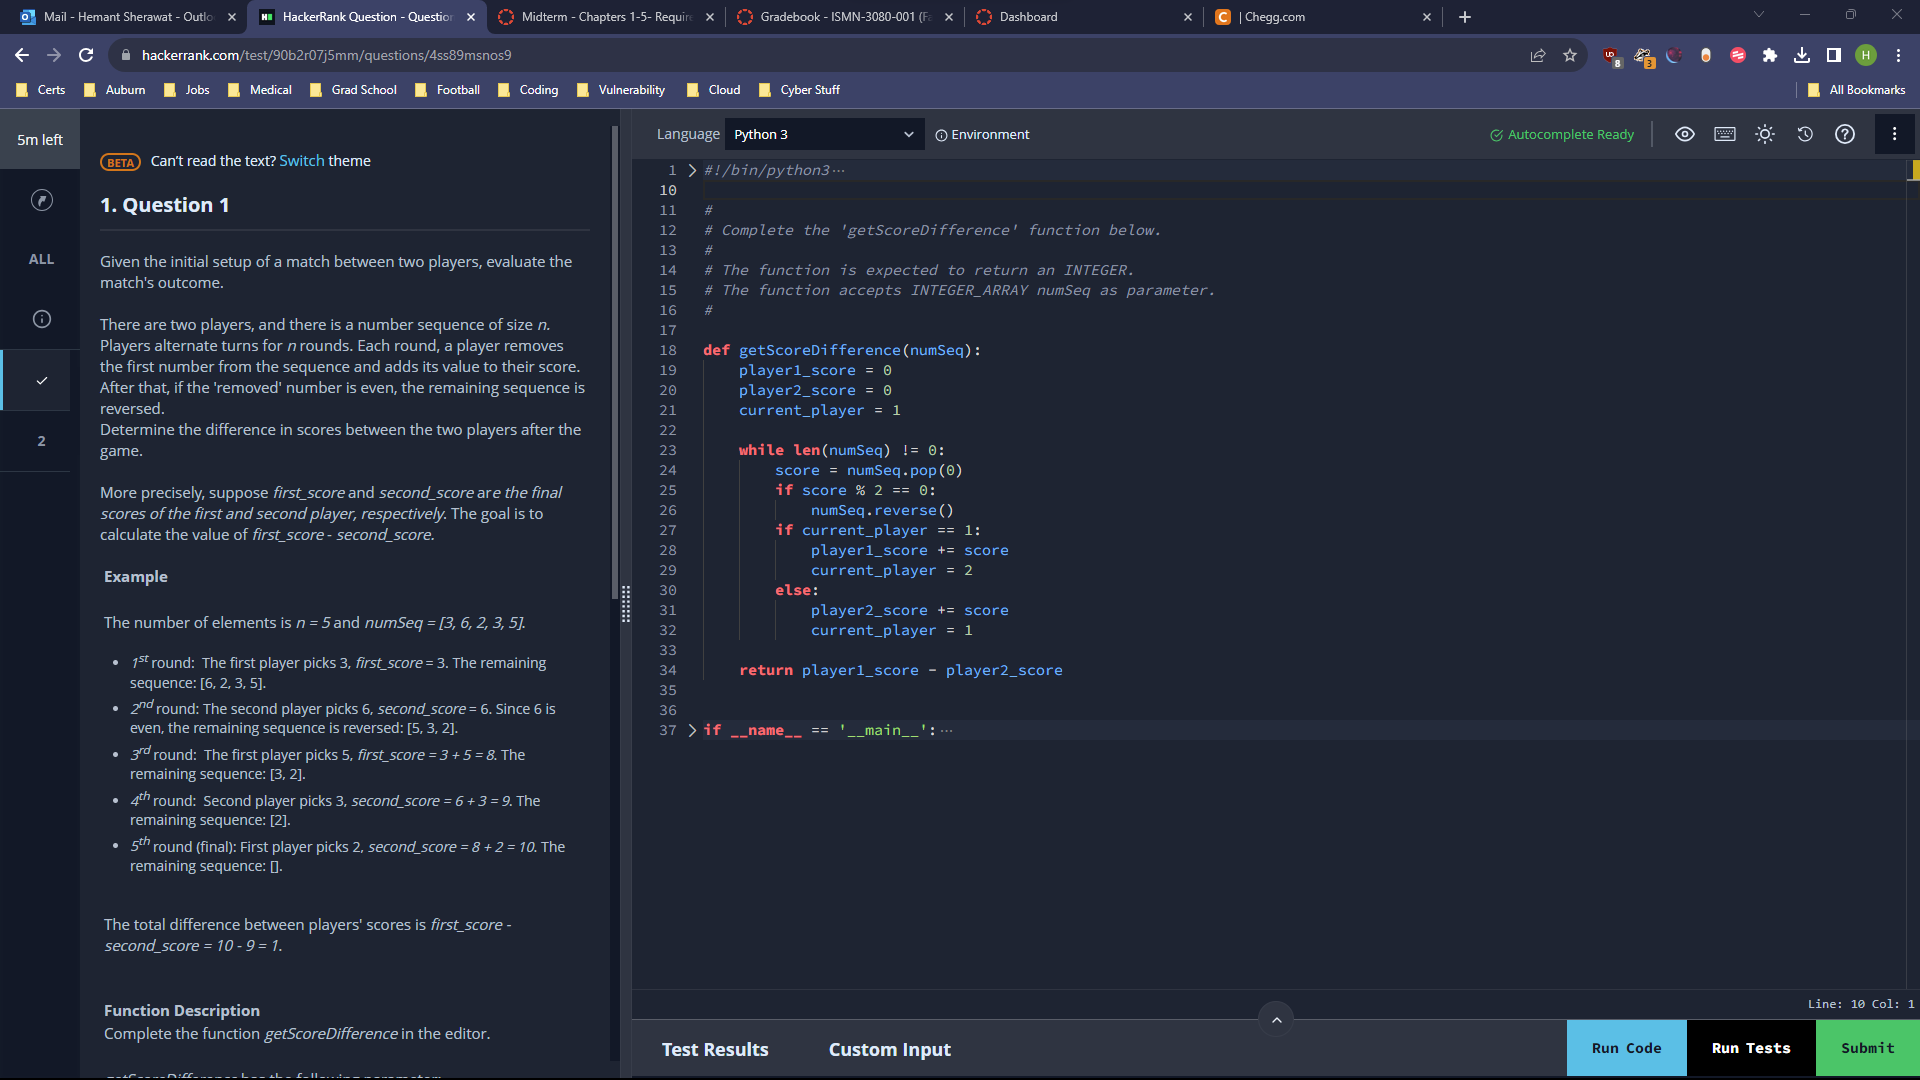 Mail - Hemant Sherawat - Outlo
HackerRank Question - Question
Midterm - Chapters 1-5- Require
Gradebook - ISMN-3080-001 (Fa
Dashboard
| Chegg.com
hackerrank.com/test/90b2r07j5mm/questions/4ss89msnos9
8
3
H
Certs
Auburn
Jobs
Medical
Grad School
Football
Coding
Vulnerability
Cloud
Cyber Stuff
All Bookmarks
5m left
ALL
2
BETA Can't read the text? Switch theme
1. Question 1
Given the initial setup of a match between two players, evaluate the
match's outcome.
There are two players, and there is a number sequence of size n.
Players alternate turns for n rounds. Each round, a player removes
the first number from the sequence and adds its value to their score.
After that, if the 'removed' number is even, the remaining sequence is
reversed.
Determine the difference in scores between the two players after the
game.
More precisely, suppose first_score and second_score are the final
scores of the first and second player, respectively. The goal is to
calculate the value of first_score - second_score.
Example
The number of elements is n = 5 and numSeq = [3, 6, 2, 3, 5].
• 1st round:  The first player picks 3, first_score = 3. The remaining
sequence: [6, 2, 3, 5].
• 2nd round: The second player picks 6, second_score = 6. Since 6 is
even, the remaining sequence is reversed: [5, 3, 2].
• 3rd round:  The first player picks 5, first_score = 3 + 5 = 8. The
remaining sequence: [3, 2].
• 4th round:  Second player picks 3, second_score = 6 + 3 = 9. The
remaining sequence: [2].
• 5th round (final): First player picks 2, second_score = 8 + 2 = 10. The
remaining sequence: [].
The total difference between players' scores is first_score -
second_score = 10 - 9 = 1.
Function Description
Complete the function getScoreDifference in the editor.
Language
Python 3
Environment
Autocomplete Ready
1 #!/bin/python3···
10
11 #
12 # Complete the 'getScoreDifference' function below.
13 #
14 # The function is expected to return an INTEGER.
15 # The function accepts INTEGER_ARRAY numSeq as parameter.
16 #
17
18 def getScoreDifference(numSeq):
19     player1_score = 0
20     player2_score = 0
21     current_player = 1
22
23     while len(numSeq) != 0:
24         score = numSeq.pop(0)
25         if score % 2 == 0:
26             numSeq.reverse()
27         if current_player == 1:
28             player1_score += score
29             current_player = 2
30         else:
31             player2_score += score
32             current_player = 1
33
34     return player1_score - player2_score
35
36
37 if __name__ == '__main__':···
Line: 10 Col: 1
Test Results
Custom Input
Run Code
Run Tests
Submit